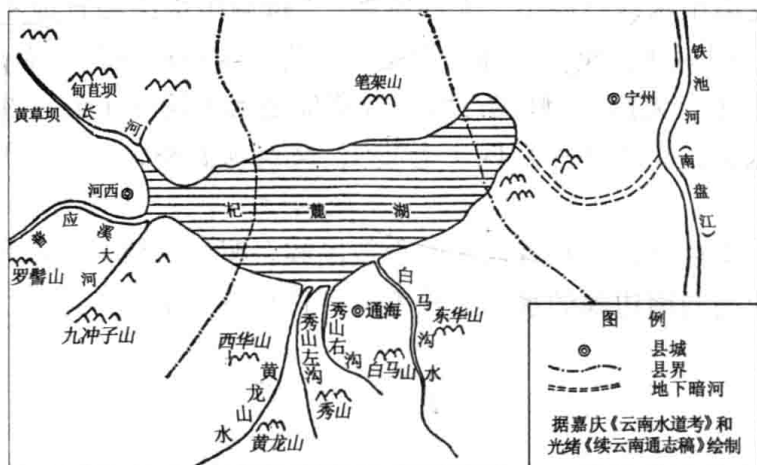 甸苴坝
黄草坝
长河
笔架山
宁州
铁池河（南盘江）
河西
杞麓湖
应溪
大河
罗髻山
九冲子山
通海
秀山左沟
秀山右沟
白马沟水
东华山
白马山
西华山
黄龙山水
黄龙山
秀山
图 例
县城
县界
地下暗河
据嘉庆《云南水道考》和
光绪《续云南通志稿》绘制